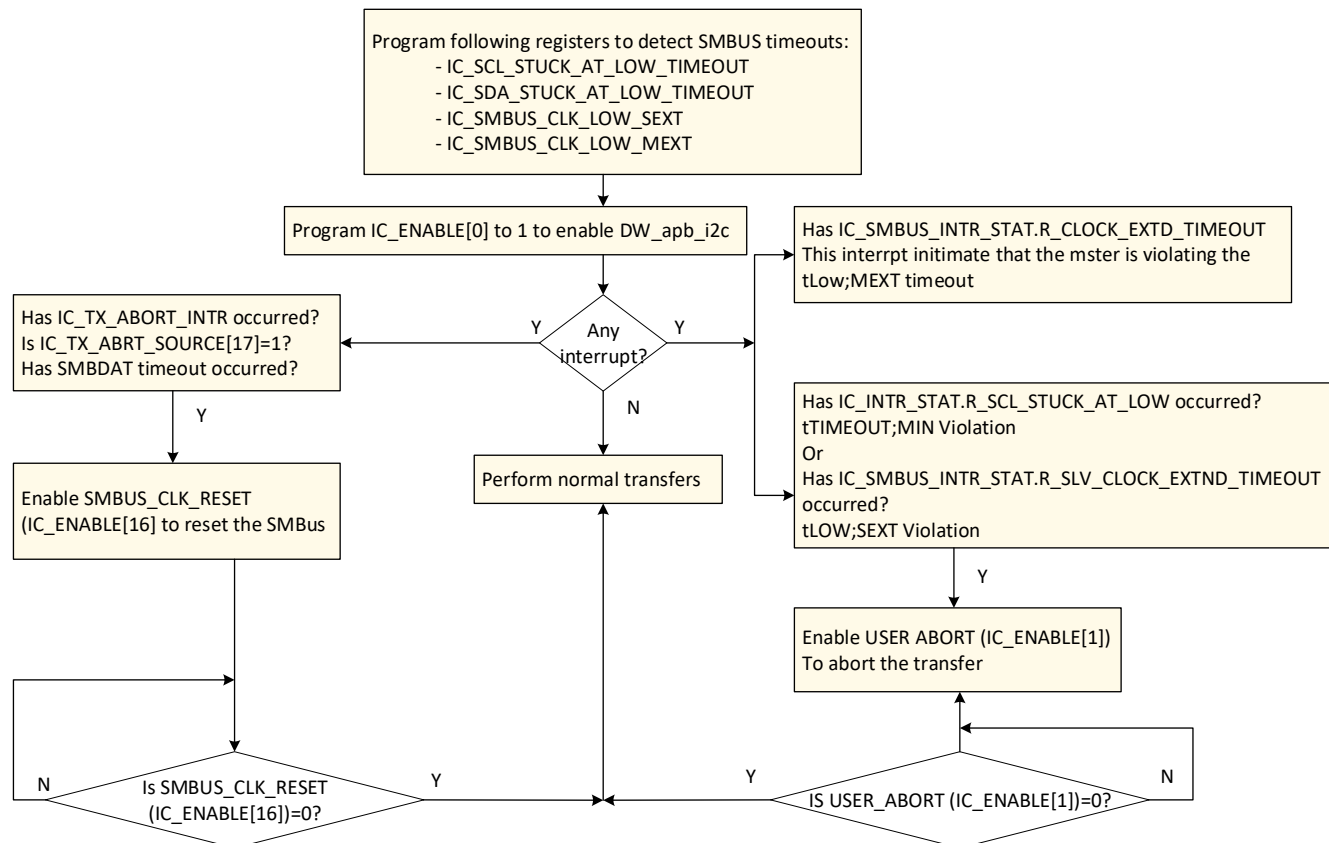 Program following registers to detect SMBUS timeouts:
- IC_SCL_STUCK_AT_LOW_TIMEOUT
- IC_SDA_STUCK_AT_LOW_TIMEOUT
- IC_SMBUS_CLK_LOW_SEXT
- IC_SMBUS_CLK_LOW_MEXT
Program IC_ENABLE[0] to 1 to enable DW_apb_i2c
Has IC_SMBUS_INTR_STAT.R_CLOCK_EXTD_TIMEOUT
This interrpt initimate that the mster is violating the
tLow;MEXT timeout
Has IC_TX_ABORT_INTR occurred?
Is IC_TX_ABRT_SOURCE[17]=1?
Has SMBDAT timeout occurred?
Y
Any
interrupt?
Y
N
Y
Has IC_INTR_STAT.R_SCL_STUCK_AT_LOW occurred?
tTIMEOUT;MIN Violation
Or
Has IC_SMBUS_INTR_STAT.R_SLV_CLOCK_EXTND_TIMEOUT
occurred?
tLOW;SEXT Violation
Enable SMBUS_CLK_RESET
(IC_ENABLE[16] to reset the SMBus
Perform normal transfers
Y
Enable USER ABORT (IC_ENABLE[1])
To abort the transfer
N
Is SMBUS_CLK_RESET
(IC_ENABLE[16])=0?
Y
Y
IS USER_ABORT (IC_ENABLE[1])=0?
N